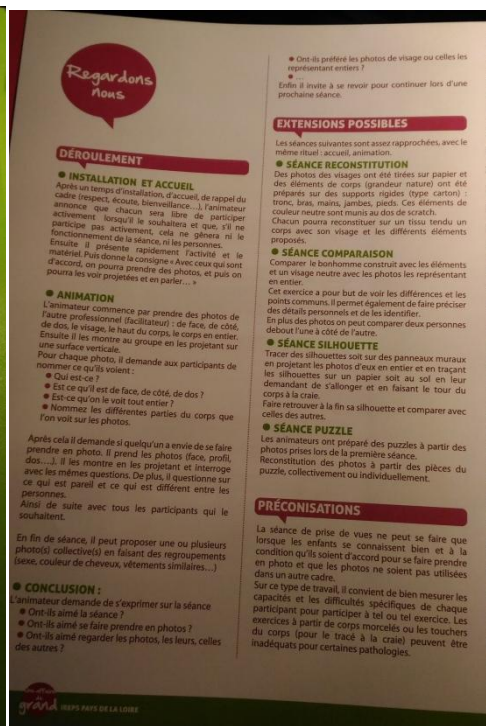 Regardons
nous
DÉROULEMENT
● INSTALLATION ET ACCUEIL
Après un temps d'installation, d'accueil, de rappel du
cadre (respect, écoute, bienveillance...), l'animateur
annonce que chacun sera libre de participer
activement lorsqu'il le souhaitera et que, s'il ne
participe pas activement, cela ne gênera ni le
fonctionnement de la séance, ni les personnes.
Ensuite il présente rapidement l'activité et le
matériel. Puis donne la consigne « Avec ceux qui sont
d'accord, on pourra prendre des photos, et puis on
pourra les voir projetées et en parler... »
● ANIMATION
L'animateur commence par prendre des photos de
l'autre professionnel (facilitateur) : de face, de côté,
de dos, le visage, le haut du corps, le corps en entier.
Ensuite il les montre au groupe en les projetant sur
une surface verticale.
Pour chaque photo, il demande aux participants de
nommer ce qu'ils voient :
● Qui est-ce ?
● Est ce qu'il est de face, de côté, de dos ?
● Est-ce qu'on le voit tout entier ?
● Nommez les différentes parties du corps que
l'on voit sur les photos.
Après cela il demande si quelqu'un a envie de se faire
prendre en photo. Il prend les photos (face, profil,
dos....). Il les montre en les projetant et interroge
avec les mêmes questions. De plus, il questionne sur
ce qui est pareil et ce qui est différent entre les
personnes.
Ainsi de suite avec tous les participants qui le
souhaitent.
En fin de séance, il peut proposer une ou plusieurs
photo(s) collective(s) en faisant des regroupements
(sexe, couleur de cheveux, vêtements similaires...)
● CONCLUSION :
L'animateur demande de s'exprimer sur la séance
● Ont-ils aimé la séance ?
● Ont-ils aimé se faire prendre en photos ?
● Ont-ils aimé regarder les photos, les leurs, celles
des autres ?
● Ont-ils préféré les photos de visage ou celles les
représentant entiers ?
● ...
Enfin il invite à se revoir pour continuer lors d'une
prochaine séance.
EXTENSIONS POSSIBLES
Les séances suivantes sont assez rapprochées, avec le
même rituel : accueil, animation.
● SÉANCE RECONSTITUTION
Des photos des visages ont été tirées sur papier et
des éléments de corps (grandeur nature) ont été
préparés sur des supports rigides (type carton) :
tronc, bras, mains, jambes, pieds. Ces éléments de
couleur neutre sont munis au dos de scratch.
Chacun pourra reconstituer sur un tissu tendu un
corps avec son visage et les différents éléments
proposés.
● SÉANCE COMPARAISON
Comparer le bonhomme construit avec les éléments
et un visage neutre avec les photos les représentant
en entier.
Cet exercice a pour but de voir les différences et les
points communs, il permet également de faire préciser
des détails personnels et de les identifier.
En plus des photos on peut comparer deux personnes
debout l'une à côté de l'autre.
● SÉANCE SILHOUETTE
Tracer des silhouettes soit sur des panneaux muraux
en projetant les photos d'eux en entier et en traçant
les silhouettes sur un papier soit au sol en leur
demandant de s'allonger et en faisant le tour du
corps à la craie.
Faire retrouver à la fin sa silhouette et comparer avec
celles des autres.
● SÉANCE PUZZLE
Les animateurs ont préparé des puzzles à partir des
photos prises lors de la première séance.
Reconstitution des photos à partir des pièces du
puzzle, collectivement ou individuellement.
PRÉCONISATIONS
La séance de prise de vues ne peut se faire que
lorsque les enfants se connaissent bien et à la
condition qu'ils soient d'accord pour se faire prendre
en photo et que les photos ne soient pas utilisées
dans un autre cadre.
Sur ce type de travail, il convient de bien mesurer les
capacités et les difficultés spécifiques de chaque
participant pour participer à tel ou tel exercice. Les
exercices à partir de corps morcelés ou les touchers
du corps (pour le tracé à la craie) peuvent être
inadéquats pour certaines pathologies.
grand IREPS PAYS DE LA LOIRE